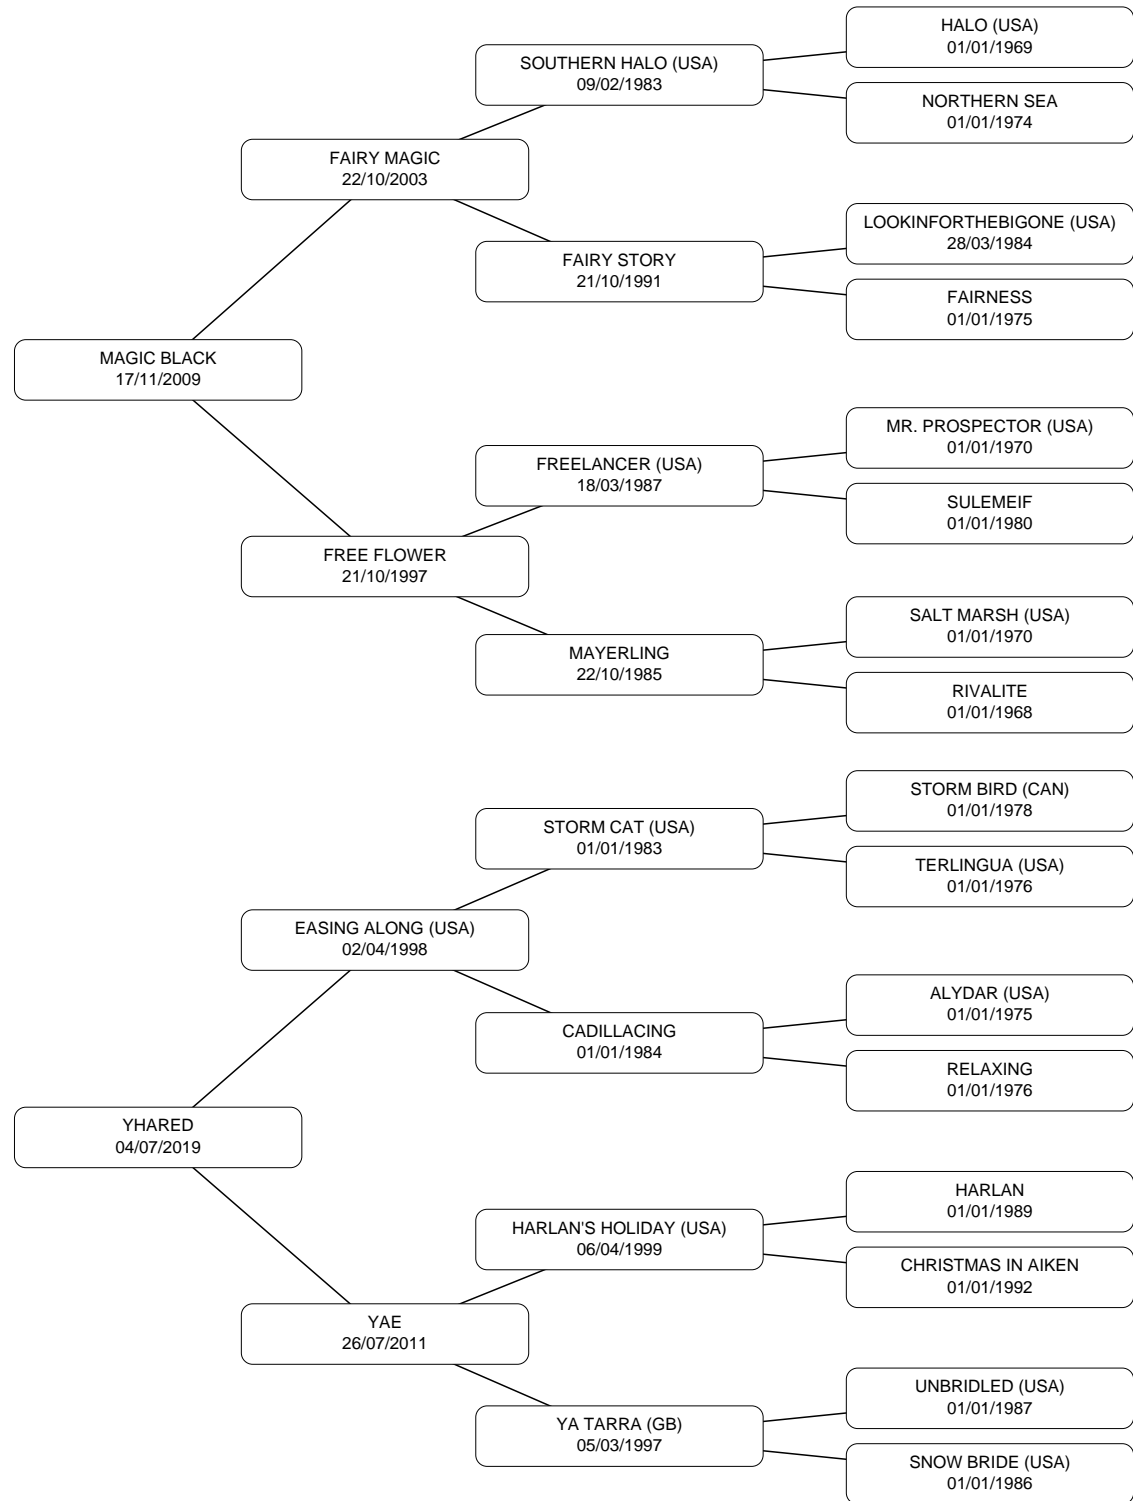 HALO (USA)
01/01/1969
SOUTHERN HALO (USA)
09/02/1983
NORTHERN SEA
01/01/1974
FAIRY MAGIC
22/10/2003
LOOKINFORTHEBIGONE (USA)
28/03/1984
FAIRY STORY
21/10/1991
FAIRNESS
01/01/1975
MAGIC BLACK
17/11/2009
MR. PROSPECTOR (USA)
01/01/1970
FREELANCER (USA)
18/03/1987
SULEMEIF
01/01/1980
FREE FLOWER
21/10/1997
SALT MARSH (USA)
01/01/1970
MAYERLING
22/10/1985
RIVALITE
01/01/1968
STORM BIRD (CAN)
01/01/1978
STORM CAT (USA)
01/01/1983
TERLINGUA (USA)
01/01/1976
EASING ALONG (USA)
02/04/1998
ALYDAR (USA)
01/01/1975
CADILLACING
01/01/1984
RELAXING
01/01/1976
YHARED
04/07/2019
HARLAN
01/01/1989
HARLAN'S HOLIDAY (USA)
06/04/1999
CHRISTMAS IN AIKEN
01/01/1992
YAE
26/07/2011
UNBRIDLED (USA)
01/01/1987
YA TARRA (GB)
05/03/1997
SNOW BRIDE (USA)
01/01/1986